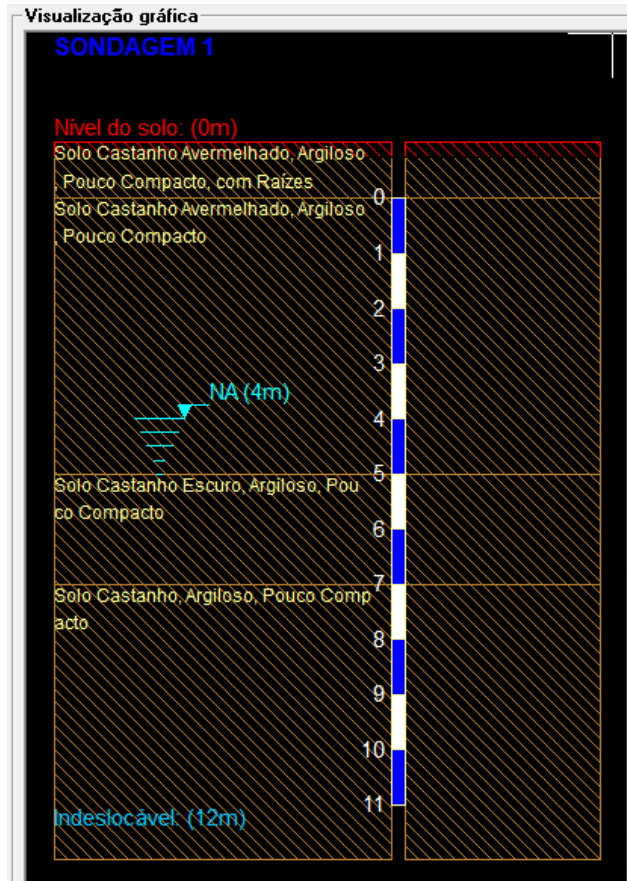 Visualização gráfica
SONDAGEM 1
Nível do solo: (0m)
Solo Castanho Avermelhado, Argiloso
, Pouco Compacto, com Raízes
0
Solo Castanho Avermelhado, Argiloso
, Pouco Compacto
1
2
3
NA (4m)
4
5
Solo Castanho Escuro, Argiloso, Pou
co Compacto
6
7
Solo Castanho, Argiloso, Pouco Comp
acto
8
9
10
11
Indeslocável: (12m)